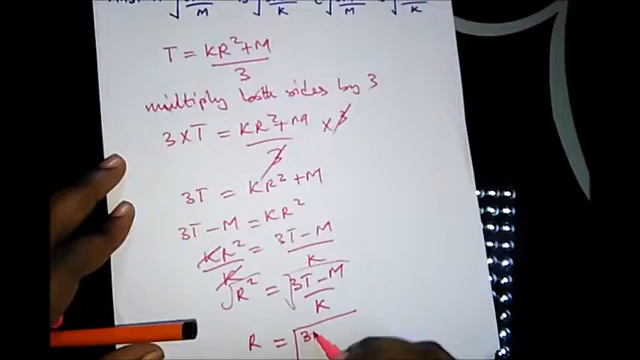 T = KR²+M / 3
multiply both sides by 3
3×T = KR²+M / 3 ×3
3T = KR²+M
3T-M = KR²
KR² / K = 3T-M / K
√R² = √3T-M / K
R = √3